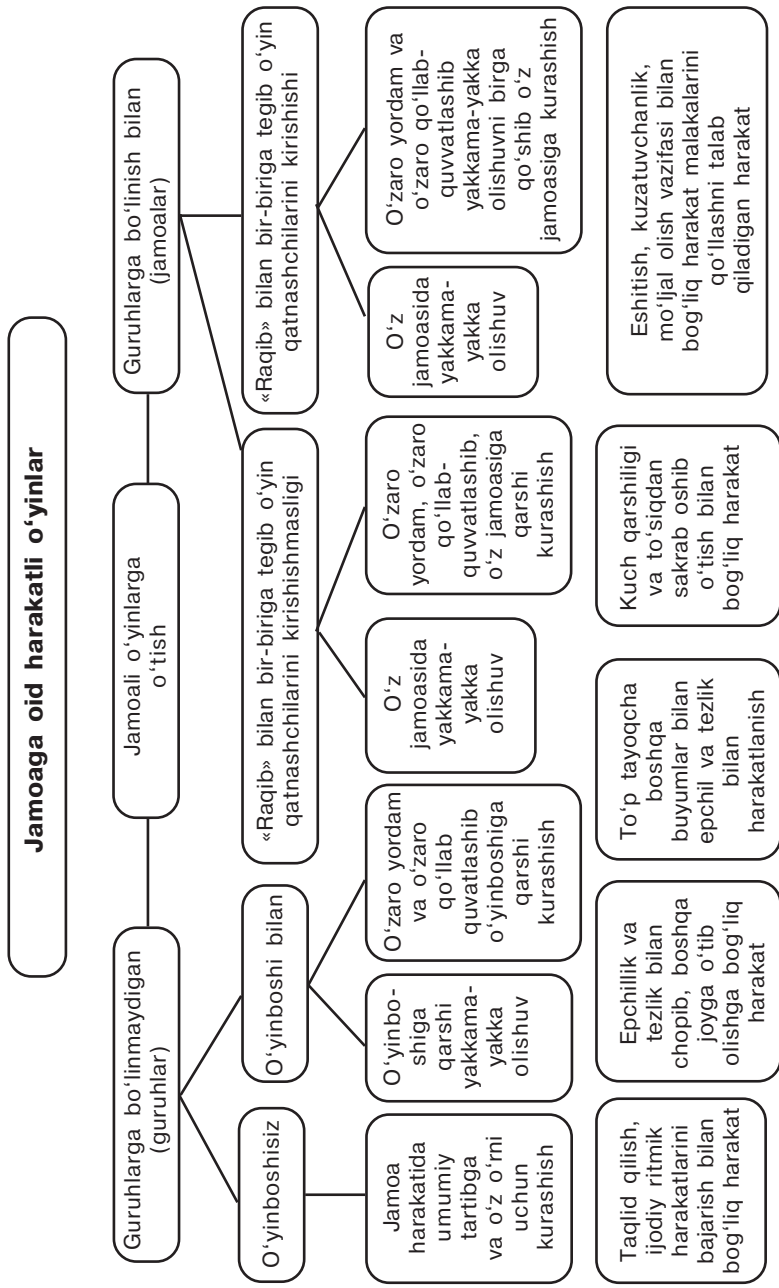 Jamoaga oid harakatli o‘yinlar
Guruhlarga bo‘linmaydigan
(guruhlar)
Jamoali o‘yinlarga
o‘tish
Guruhlarga bo‘linish bilan
(jamoalar)
O‘yinboshisiz
O‘yinboshi bilan
«Raqib» bilan bir-biriga tegib o‘yin
qatnashchilarini kirishishmasligi
«Raqib» bilan bir-biriga tegib o‘yin
qatnashchilarini kirishishi
Jamoa
harakatida
umumiy
tartibga
va o‘z o‘rni
uchun
kurashish
O‘yinbo-
shiga
qarshi
yakkama-
yakka
olishuv
O‘zaro yordam
va o‘zaro
qo‘llab
quvatlashib
o‘yinboshiga
qarshi
kurashish
O‘z
jamoasida
yakkama-
yakka
olishuv
O‘zaro
yordam, o‘zaro
qo‘llab-
quvvatlashib,
o‘z jamoasiga
qarshi
kurashish
O‘z
jamoasida
yakkama-
yakka
olishuv
O‘zaro yordam va
o‘zaro qo‘llab-
quvvatlashib
yakkama-yakka
olishuvni birga
qo‘shib o‘z
jamoasiga kurashish
Taqlid qilish,
ijodiy ritmik
harakatlarini
bajarish bilan
bog‘liq harakat
Epchillik va
tezlik bilan
chopib, boshqa
joyga o‘tib
olishga bog‘liq
harakat
To‘p tayoqcha
boshqa
buyumlar bilan
epchil va tezlik
bilan
harakatlanish
Kuch qarshiligi
va to‘siqdan
sakrab oshib
o‘tish bilan
bog‘liq harakat
Eshitish, kuzatuvchanlik,
mo‘ljal olish vazifasi bilan
bog‘liq harakat malakalarini
qo‘llashni talab
qiladigan harakat